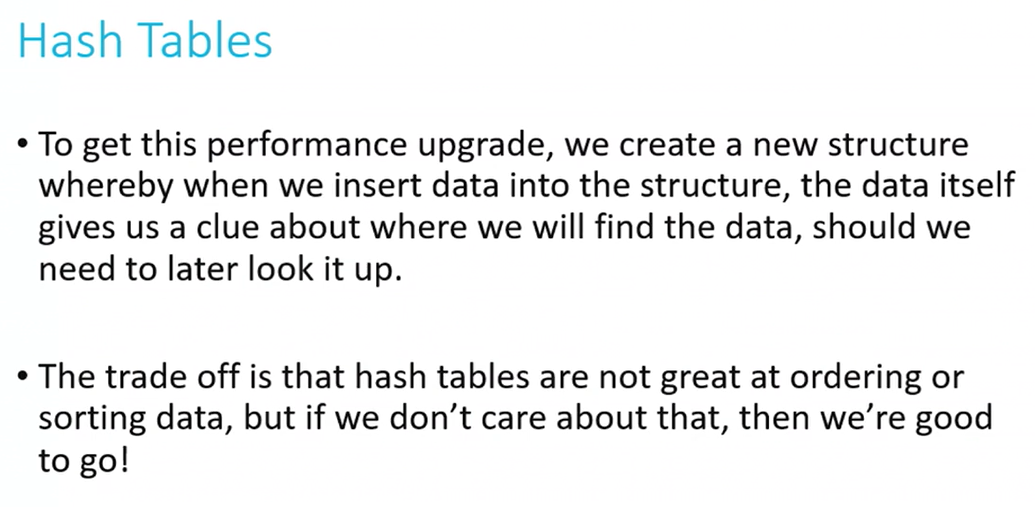 Hash Tables
• To get this performance upgrade, we create a new structure
whereby when we insert data into the structure, the data itself
gives us a clue about where we will find the data, should we
need to later look it up.
• The trade off is that hash tables are not great at ordering or
sorting data, but if we don’t care about that, then we’re good
to go!